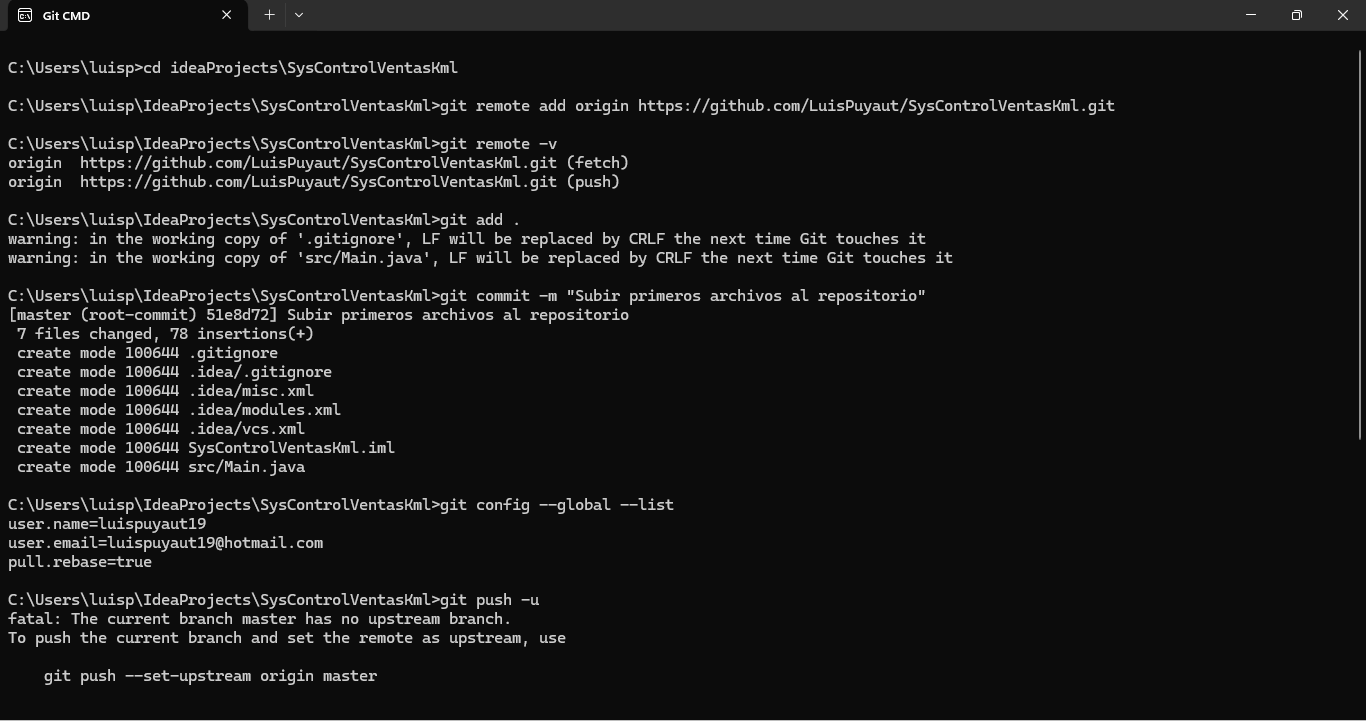 Git CMD
C:\Users\luisp>cd ideaProjects\SysControlVentasKml
C:\Users\luisp\IdeaProjects\SysControlVentasKml>git remote add origin https://github.com/LuisPuyaut/SysControlVentasKml.git
C:\Users\luisp\IdeaProjects\SysControlVentasKml>git remote -v
origin  https://github.com/LuisPuyaut/SysControlVentasKml.git (fetch)
origin  https://github.com/LuisPuyaut/SysControlVentasKml.git (push)
C:\Users\luisp\IdeaProjects\SysControlVentasKml>git add .
warning: in the working copy of '.gitignore', LF will be replaced by CRLF the next time Git touches it
warning: in the working copy of 'src/Main.java', LF will be replaced by CRLF the next time Git touches it
C:\Users\luisp\IdeaProjects\SysControlVentasKml>git commit -m "Subir primeros archivos al repositorio"
[master (root-commit) 51e8d72] Subir primeros archivos al repositorio
 7 files changed, 78 insertions(+)
 create mode 100644 .gitignore
 create mode 100644 .idea/.gitignore
 create mode 100644 .idea/misc.xml
 create mode 100644 .idea/modules.xml
 create mode 100644 .idea/vcs.xml
 create mode 100644 SysControlVentasKml.iml
 create mode 100644 src/Main.java
C:\Users\luisp\IdeaProjects\SysControlVentasKml>git config --global --list
user.name=luispuyaut19
user.email=luispuyaut19@hotmail.com
pull.rebase=true
C:\Users\luisp\IdeaProjects\SysControlVentasKml>git push -u
fatal: The current branch master has no upstream branch.
To push the current branch and set the remote as upstream, use
    git push --set-upstream origin master